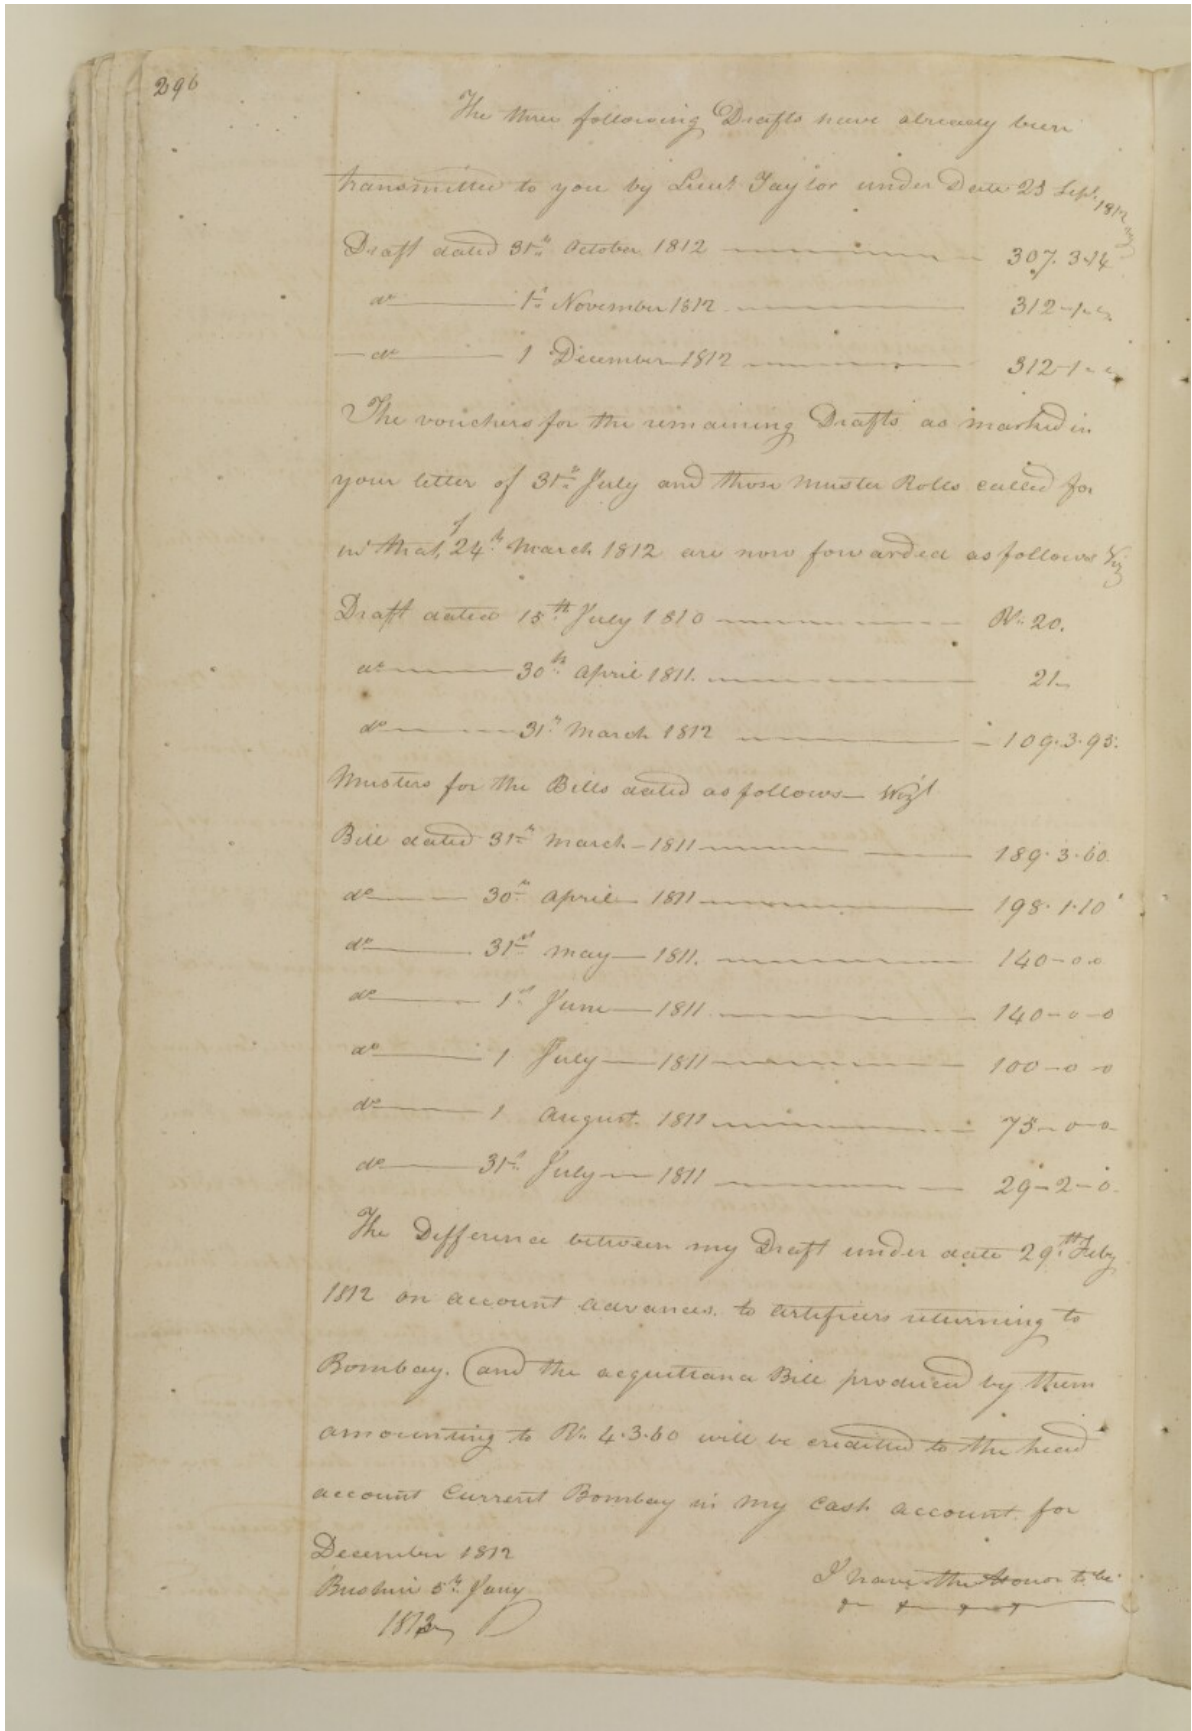 296
The three following Drafts have already been
transmitted to you by Lieut Taylor under Date 23 Sepr. 1812 viz
Draft dated 31st October 1812 307. 3.14
do 1st November 1812 312-1-
do 1 December 1812 312-1-
The vouchers for the remaining Drafts as marked in
your letter of 31st July and those Muster Rolls called for
in that of 24th March 1812 are now forwarded as follows Viz
Draft dated 15th July 1810 Rs 20.
do 30th April 1811. 21
do 31st March 1812 109.3.95.
Musters for the Bills dated as follows Vizt
Bill dated 31st March 1811 189.3.60.
do 30th April 1811 198.1.10
do 31st May 1811. 140-0.0
do 1st June 1811 140-0-0
do 1 July 1811 100-0-0
do 1 August. 1811 75-0-0-
do 31st July 1811 29-2-0.
The Difference between my Draft under date 29th Feby
1812 on account advances. to artificers returning to
Bombay. (and the acquittance Bill produced by them
amounting to Rs 4.3.60 will be credited to the head
account Current Bombay in my Cash account. for
December 1812
Bushire 5th Jany I have the Honor to be
1813